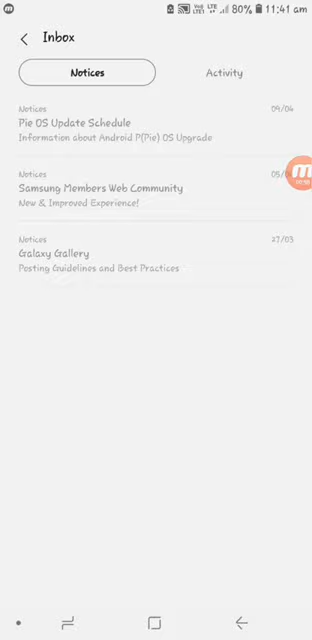 80% 11:41 am
Inbox
Notices
Activity
Notices 09/04
Pie OS Update Schedule
Information about Android P(Pie) OS Upgrade
Notices
Samsung Members Web Community
New & Improved Experience!
Notices 27/03
Galaxy Gallery
Posting Guidelines and Best Practices